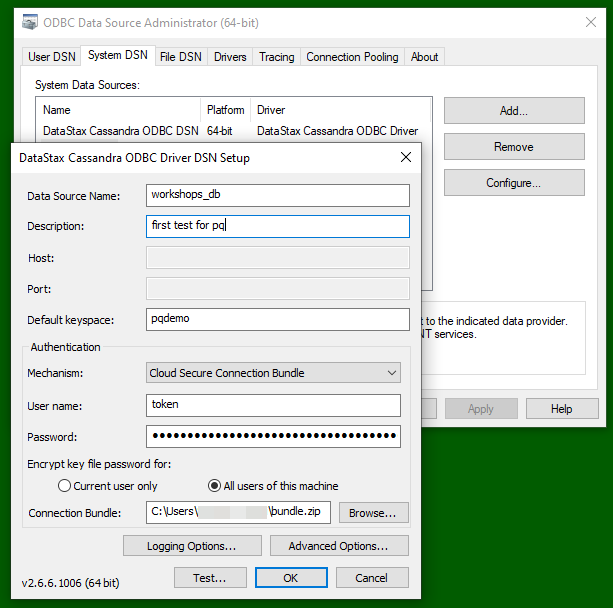 ODBC Data Source Administrator (64-bit)
User DSN System DSN File DSN Drivers Tracing Connection Pooling About
System Data Sources:
Name Platform Driver
DataStax Cassandra ODBC DSN 64-bit DataStax Cassandra ODBC Driver
Add...
Remove
Configure...
t to the indicated data provider.
NT services.
Apply Help
DataStax Cassandra ODBC Driver DSN Setup
Data Source Name: workshops_db
Description: first test for pq
Host:
Port:
Default keyspace: pqdemo
Authentication
Mechanism: Cloud Secure Connection Bundle
User name: token
Password:
Encrypt key file password for:
Current user only All users of this machine
Connection Bundle: C:\Users\ \bundle.zip Browse...
Logging Options... Advanced Options...
v2.6.6.1006 (64 bit) Test... OK Cancel